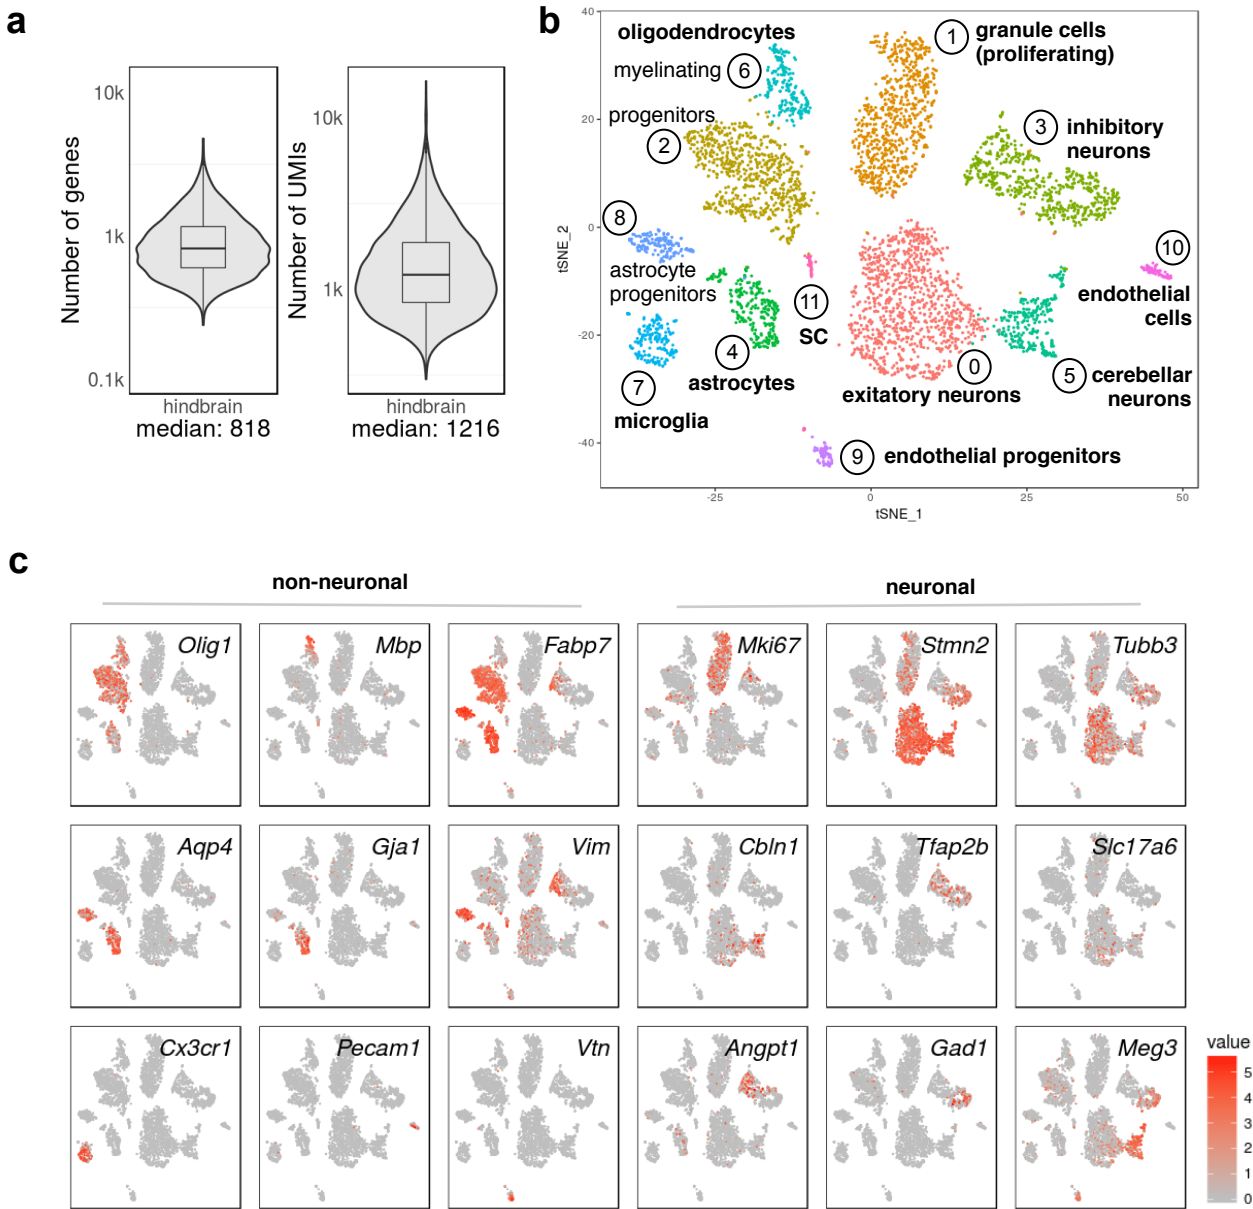 a
Number of genes
10k
1k
0.1k
hindbrain
median: 818
Number of UMIs
10k
1k
hindbrain
median: 1216
b
tSNE_2
40
20
0
-20
-40
-25
0
25
50
tSNE_1
oligodendrocytes
myelinating 6
progenitors
2
1 granule cells
(proliferating)
3 inhibitory
neurons
8
astrocyte
progenitors
10
endothelial
cells
11
SC
4
astrocytes
7
microglia
0
exitatory neurons
5 cerebellar
neurons
9 endothelial progenitors
c
non-neuronal
neuronal
Olig1
Mbp
Fabp7
Mki67
Stmn2
Tubb3
Aqp4
Gja1
Vim
Cbln1
Tfap2b
Slc17a6
Cx3cr1
Pecam1
Vtn
Angpt1
Gad1
Meg3
value
5
4
3
2
1
0